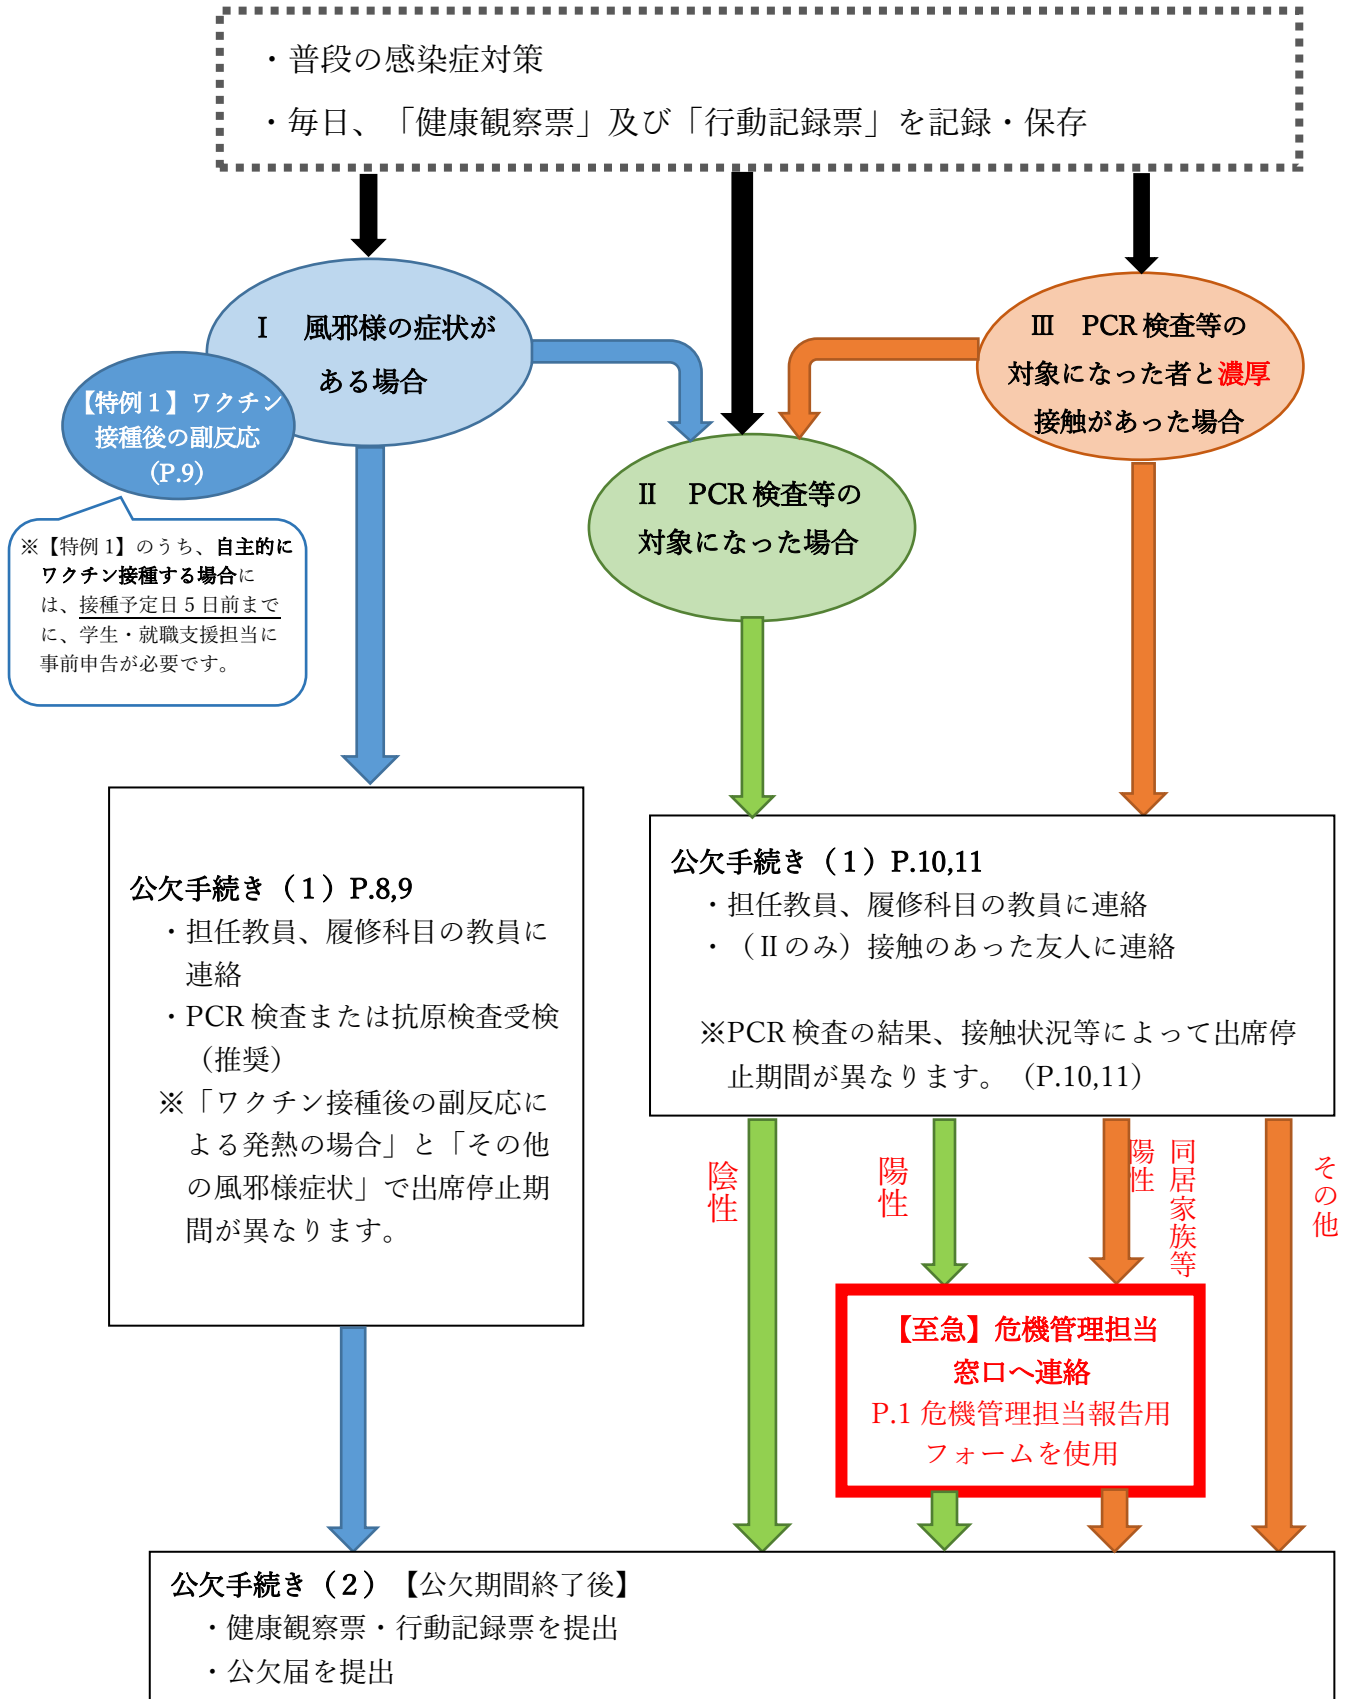 ・普段の感染症対策
・毎日、「健康観察票」及び「行動記録票」を記録・保存
Ⅰ　風邪様の症状が
ある場合
【特例１】ワクチン
接種後の副反応
（P.9）
※【特例 1】のうち、自主的に
ワクチン接種する場合に
は、接種予定日 5 日前まで
に、学生・就職支援担当に
事前申告が必要です。
Ⅱ　PCR 検査等の
対象になった場合
Ⅲ　PCR 検査等の
対象になった者と濃厚
接触があった場合
公欠手続き（１）P.8,9
・担任教員、履修科目の教員に
連絡
・PCR 検査または抗原検査受検
（推奨）
※「ワクチン接種後の副反応に
よる発熱の場合」と「その他
の風邪様症状」で出席停止期
間が異なります。
公欠手続き（１）P.10,11
・担任教員、履修科目の教員に連絡
・（Ⅱのみ）接触のあった友人に連絡
※PCR 検査の結果、接触状況等によって出席停
止期間が異なります。（P.10,11）
陰性
陽性
同居家族等
陽性
その他
【至急】危機管理担当
窓口へ連絡
P.1 危機管理担当報告用
フォームを使用
公欠手続き（２）【公欠期間終了後】
・健康観察票・行動記録票を提出
・公欠届を提出